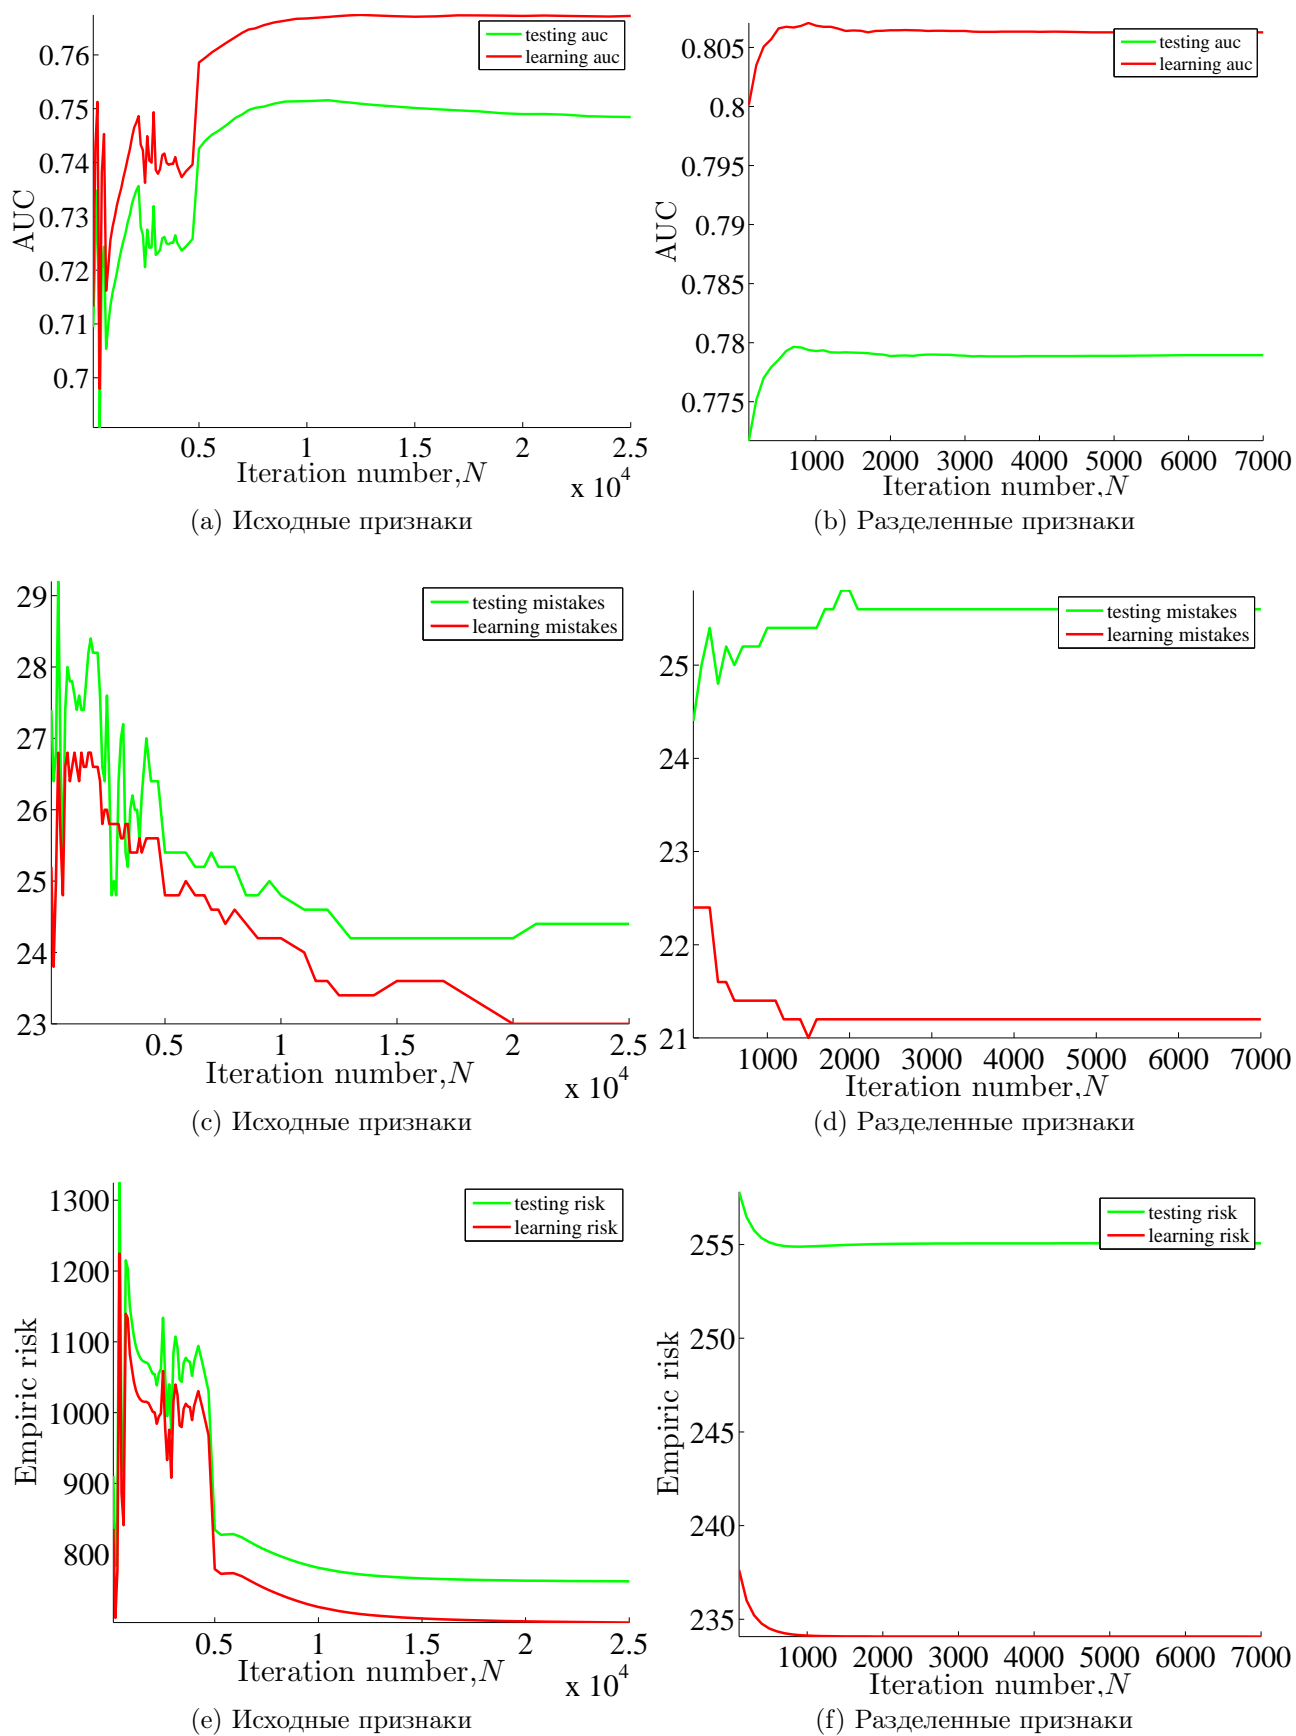 0.76
0.75
0.74
0.73
0.72
0.71
0.7
AUC
testing auc
learning auc
0.5 1 1.5 2 2.5
Iteration number,N
x 10^4
(a) Исходные признаки
0.805
0.8
0.795
0.79
0.785
0.78
0.775
AUC
testing auc
learning auc
1000 2000 3000 4000 5000 6000 7000
Iteration number,N
(b) Разделенные признаки
29
28
27
26
25
24
23
testing mistakes
learning mistakes
0.5 1 1.5 2 2.5
Iteration number,N
x 10^4
(c) Исходные признаки
25
24
23
22
21
testing mistakes
learning mistakes
1000 2000 3000 4000 5000 6000 7000
Iteration number,N
(d) Разделенные признаки
1300
1200
1100
1000
900
800
Empiric risk
testing risk
learning risk
0.5 1 1.5 2 2.5
Iteration number,N
x 10^4
(e) Исходные признаки
255
250
245
240
235
Empiric risk
testing risk
learning risk
1000 2000 3000 4000 5000 6000 7000
Iteration number,N
(f) Разделенные признаки